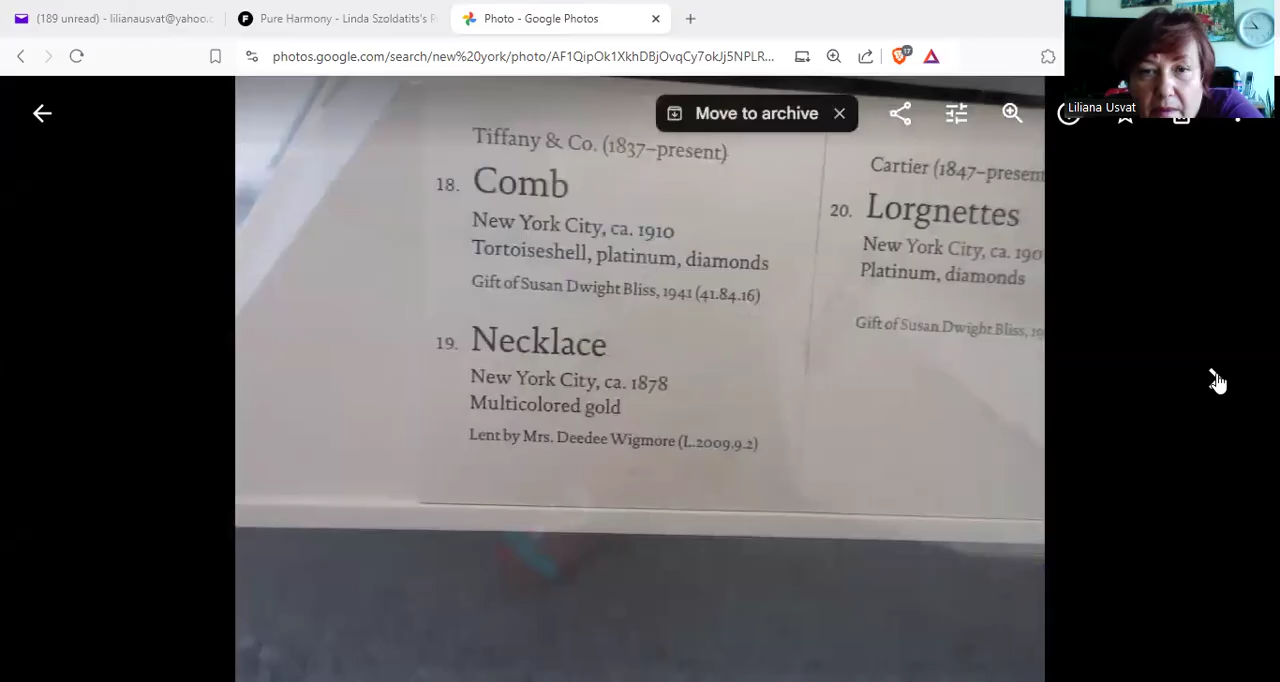 (189 unread) - lilianausvat@yahoo.c
Pure Harmony - Linda Szoldatits's P
Photo - Google Photos
photos.google.com/search/new%20york/photo/AF1QipOk1XkhDBjOvqCy7okJj5NPLR...
17
Liliana Usvat
Move to archive
Tiffany & Co. (1837–present)
18. Comb
New York City, ca. 1910
Tortoiseshell, platinum, diamonds
Gift of Susan Dwight Bliss, 1941 (41.84.16)
19. Necklace
New York City, ca. 1878
Multicolored gold
Lent by Mrs. Deedee Wigmore (L.2009.9.2)
Cartier (1847–present
20. Lorgnettes
New York City, ca. 190
Platinum, diamonds
Gift of Susan Dwight Bliss, 19